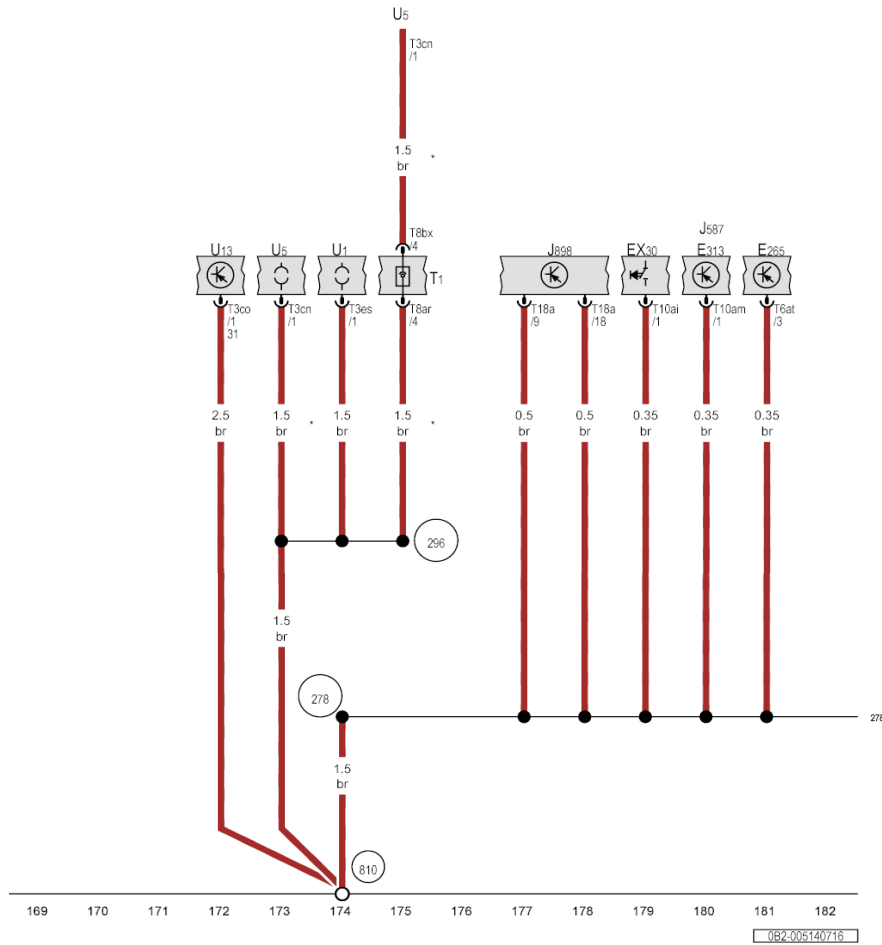 U5
T3cn
/1
1.5
br
*
T8bx
/4
J587
U13
U5
U1
T1
J898
EX30
E313
E265
T3co
/1
31
T3cn
/1
T3es
/1
T8ar
/4
T18a
/9
T18a
/18
T10ai
/1
T10am
/1
T6at
/3
2.5
br
1.5
br
*
1.5
br
1.5
br
*
0.5
br
0.5
br
0.35
br
0.35
br
0.35
br
296
1.5
br
278
278
1.5
br
810
169 170 171 172 173 174 175 176 177 178 179 180 181 182
0B2-005140716